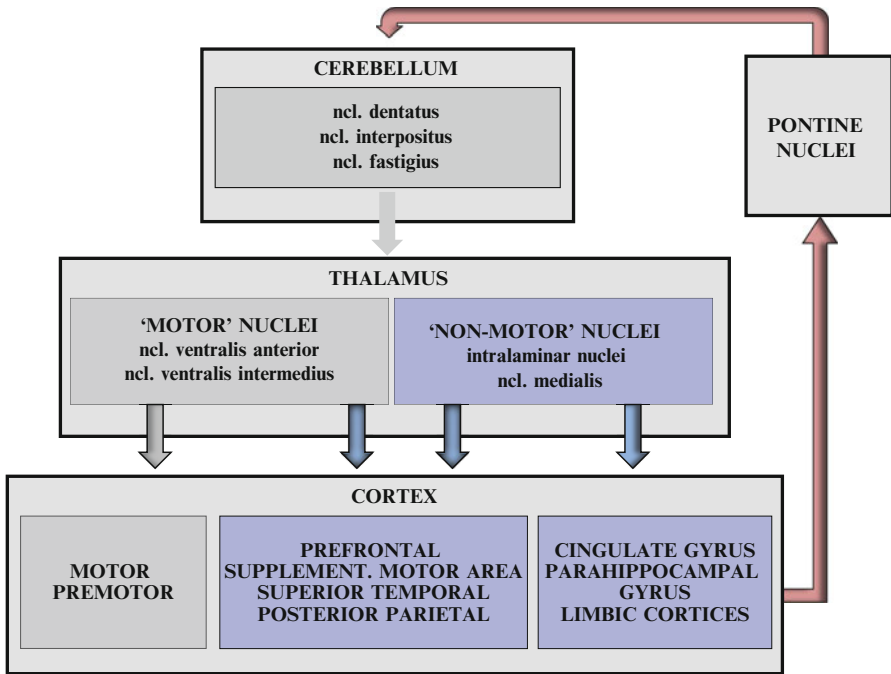 CEREBELLUM
ncl. dentatus
ncl. interpositus
ncl. fastigius
PONTINE
NUCLEI
THALAMUS
‘MOTOR’ NUCLEI
ncl. ventralis anterior
ncl. ventralis intermedius
‘NON-MOTOR’ NUCLEI
intralaminar nuclei
ncl. medialis
CORTEX
MOTOR
PREMOTOR
PREFRONTAL
SUPPLEMENT. MOTOR AREA
SUPERIOR TEMPORAL
POSTERIOR PARIETAL
CINGULATE GYRUS
PARAHIPPOCAMPAL
GYRUS
LIMBIC CORTICES